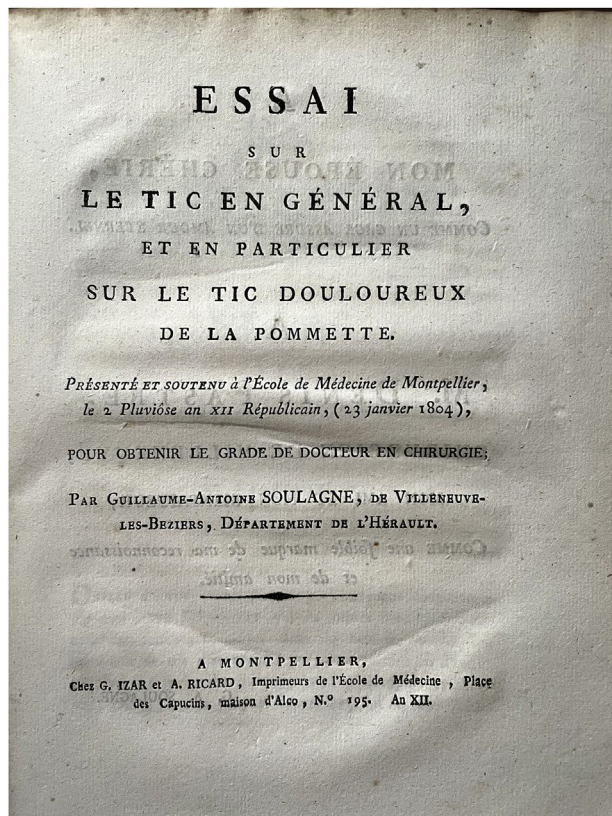 ESSAI
SUR
LE TIC EN GÉNÉRAL,
ET EN PARTICULIER
SUR LE TIC DOULOUREUX
DE LA POMMETTE.
PRÉSENTÉ ET SOUTENU à l'École de Médecine de Montpellier,
le 2 Pluviôse an XII Républicain, (23 janvier 1804),
POUR OBTENIR LE GRADE DE DOCTEUR EN CHIRURGIE;
PAR GUILLAUME-ANTOINE SOULAGNE, DE VILLENEUVE-
LES-BEZIERS, DÉPARTEMENT DE L'HÉRAULT.
A MONTPELLIER,
Chez G. IZAR et A. RICARD, Imprimeurs de l'École de Médecine, Place
des Capucins, maison d'Alco, N.º 195. An XII.